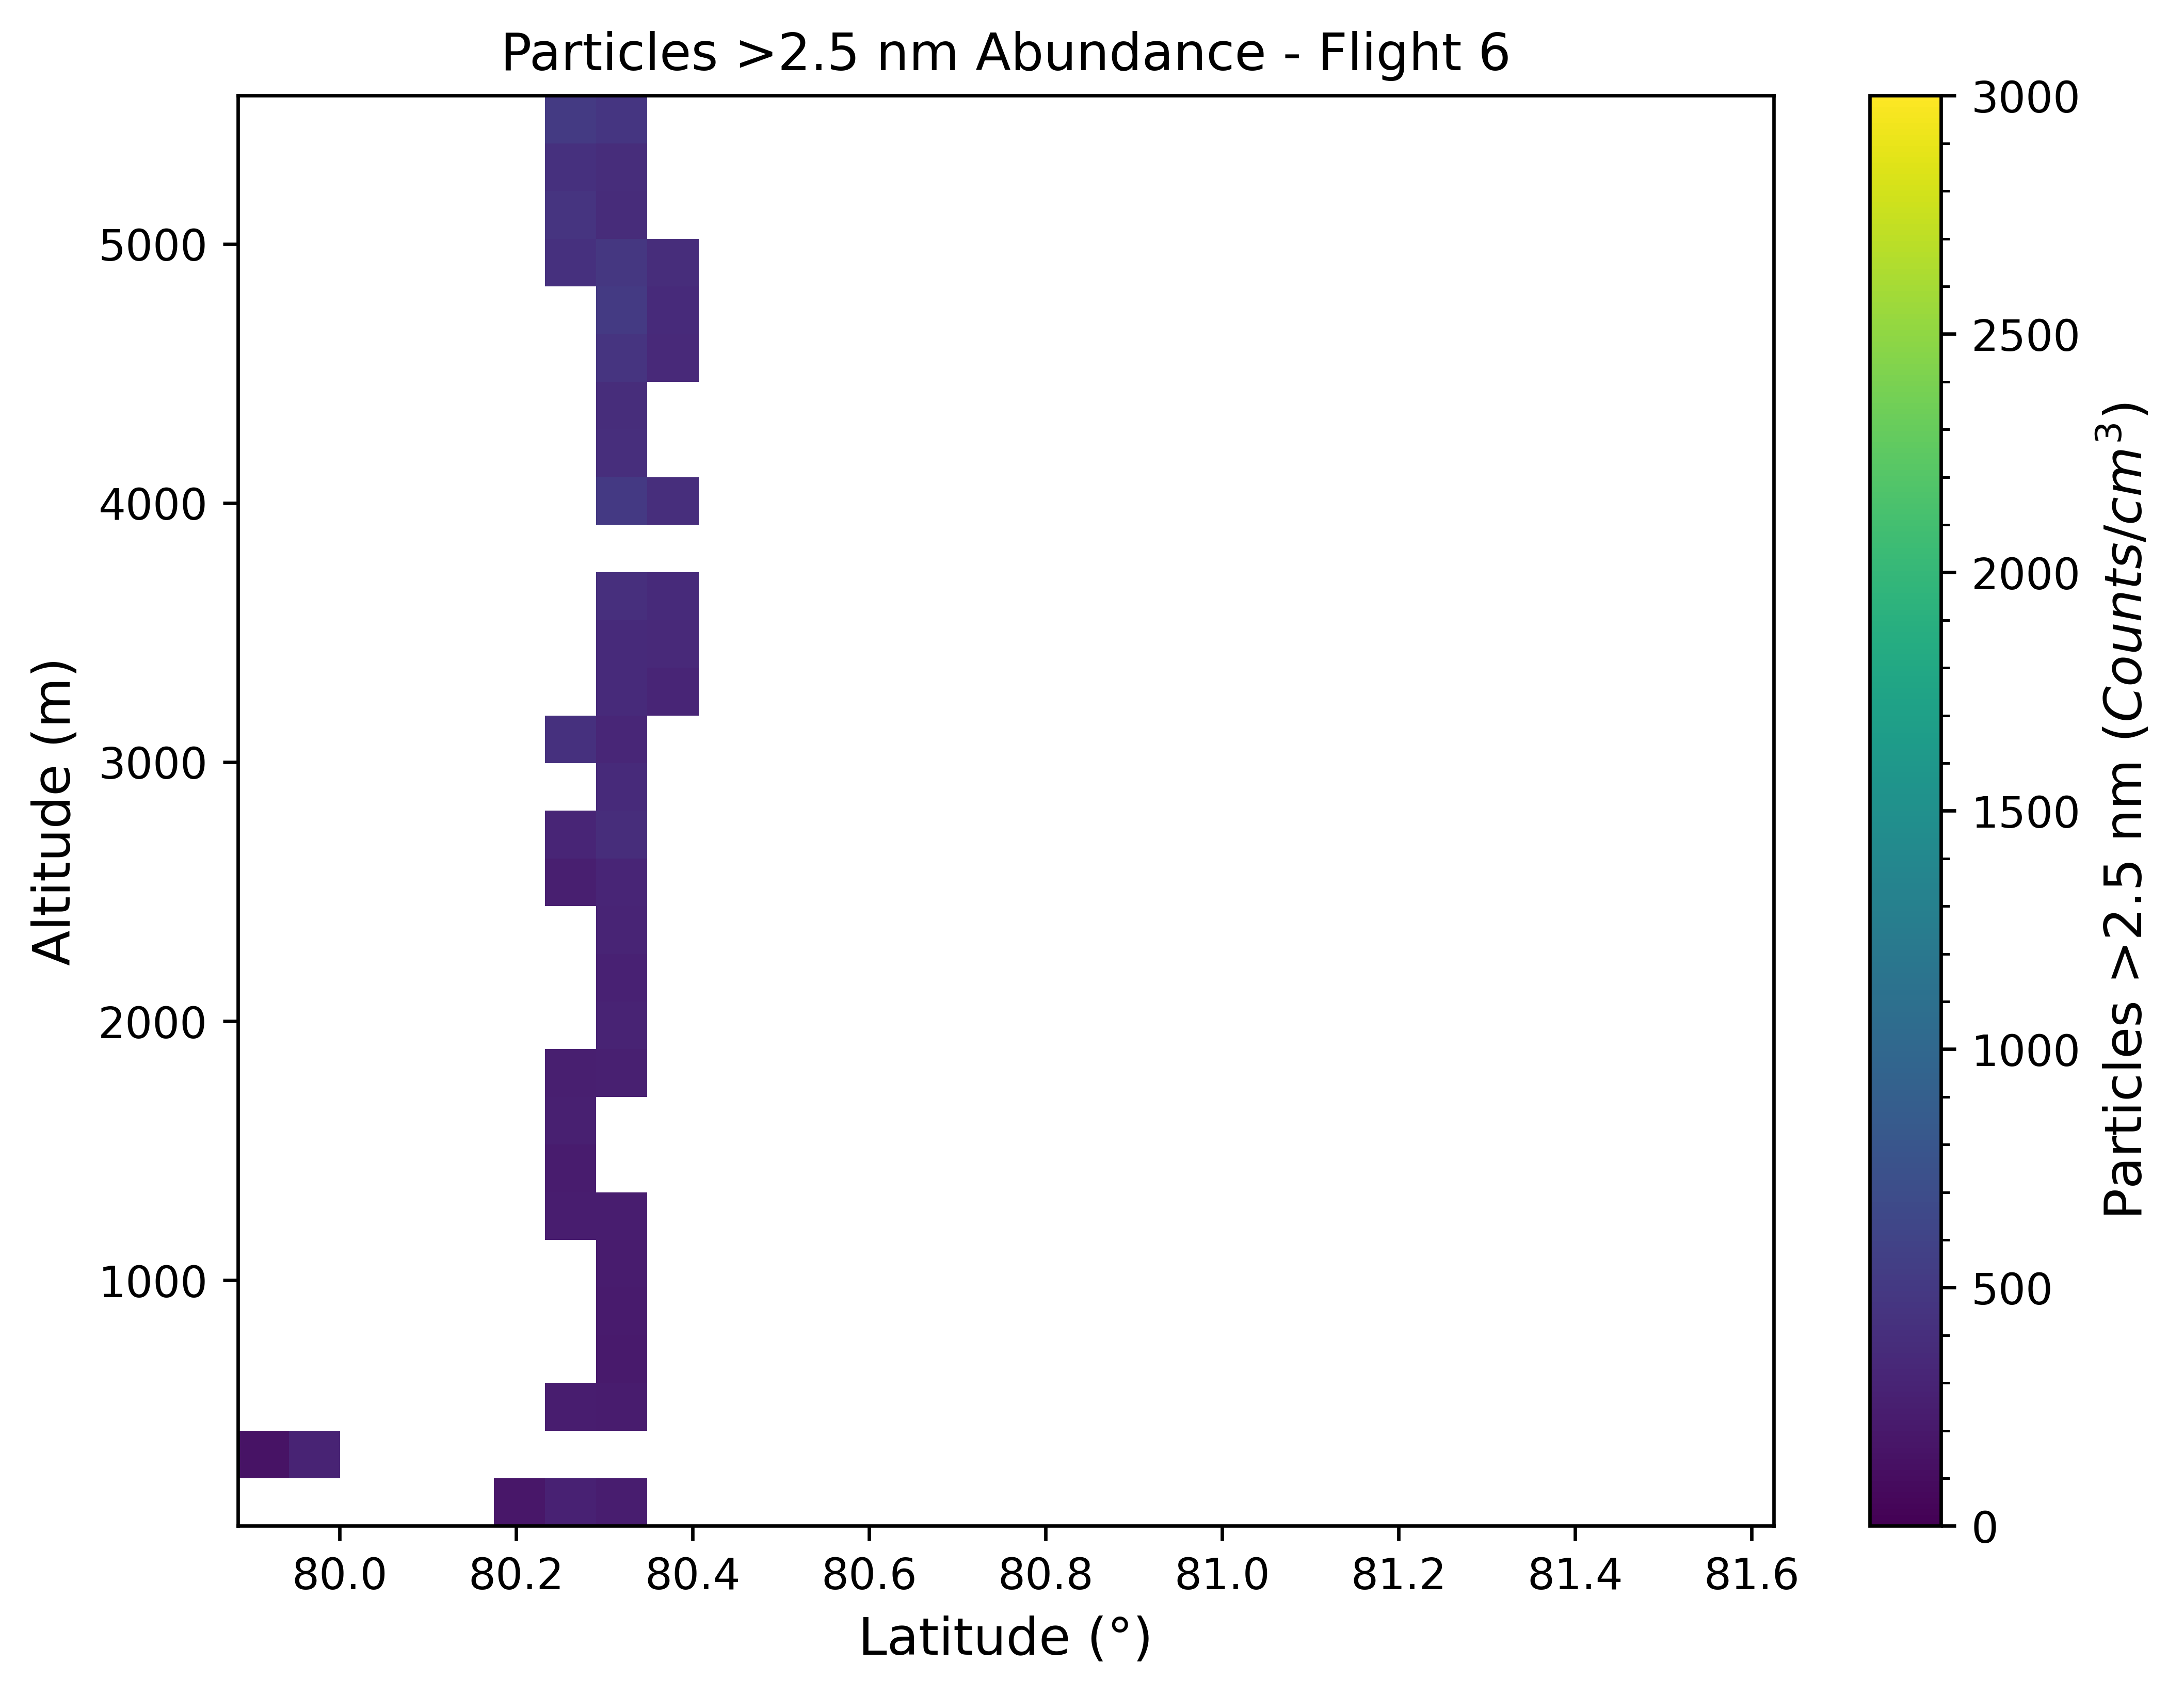 Particles >2.5 nm Abundance - Flight 6
Altitude (m)
5000
4000
3000
2000
1000
80.0 80.2 80.4 80.6 80.8 81.0 81.2 81.4 81.6
Latitude (°)
3000
2500
2000
1500
1000
500
0
Particles >2.5 nm (Counts/cm³)